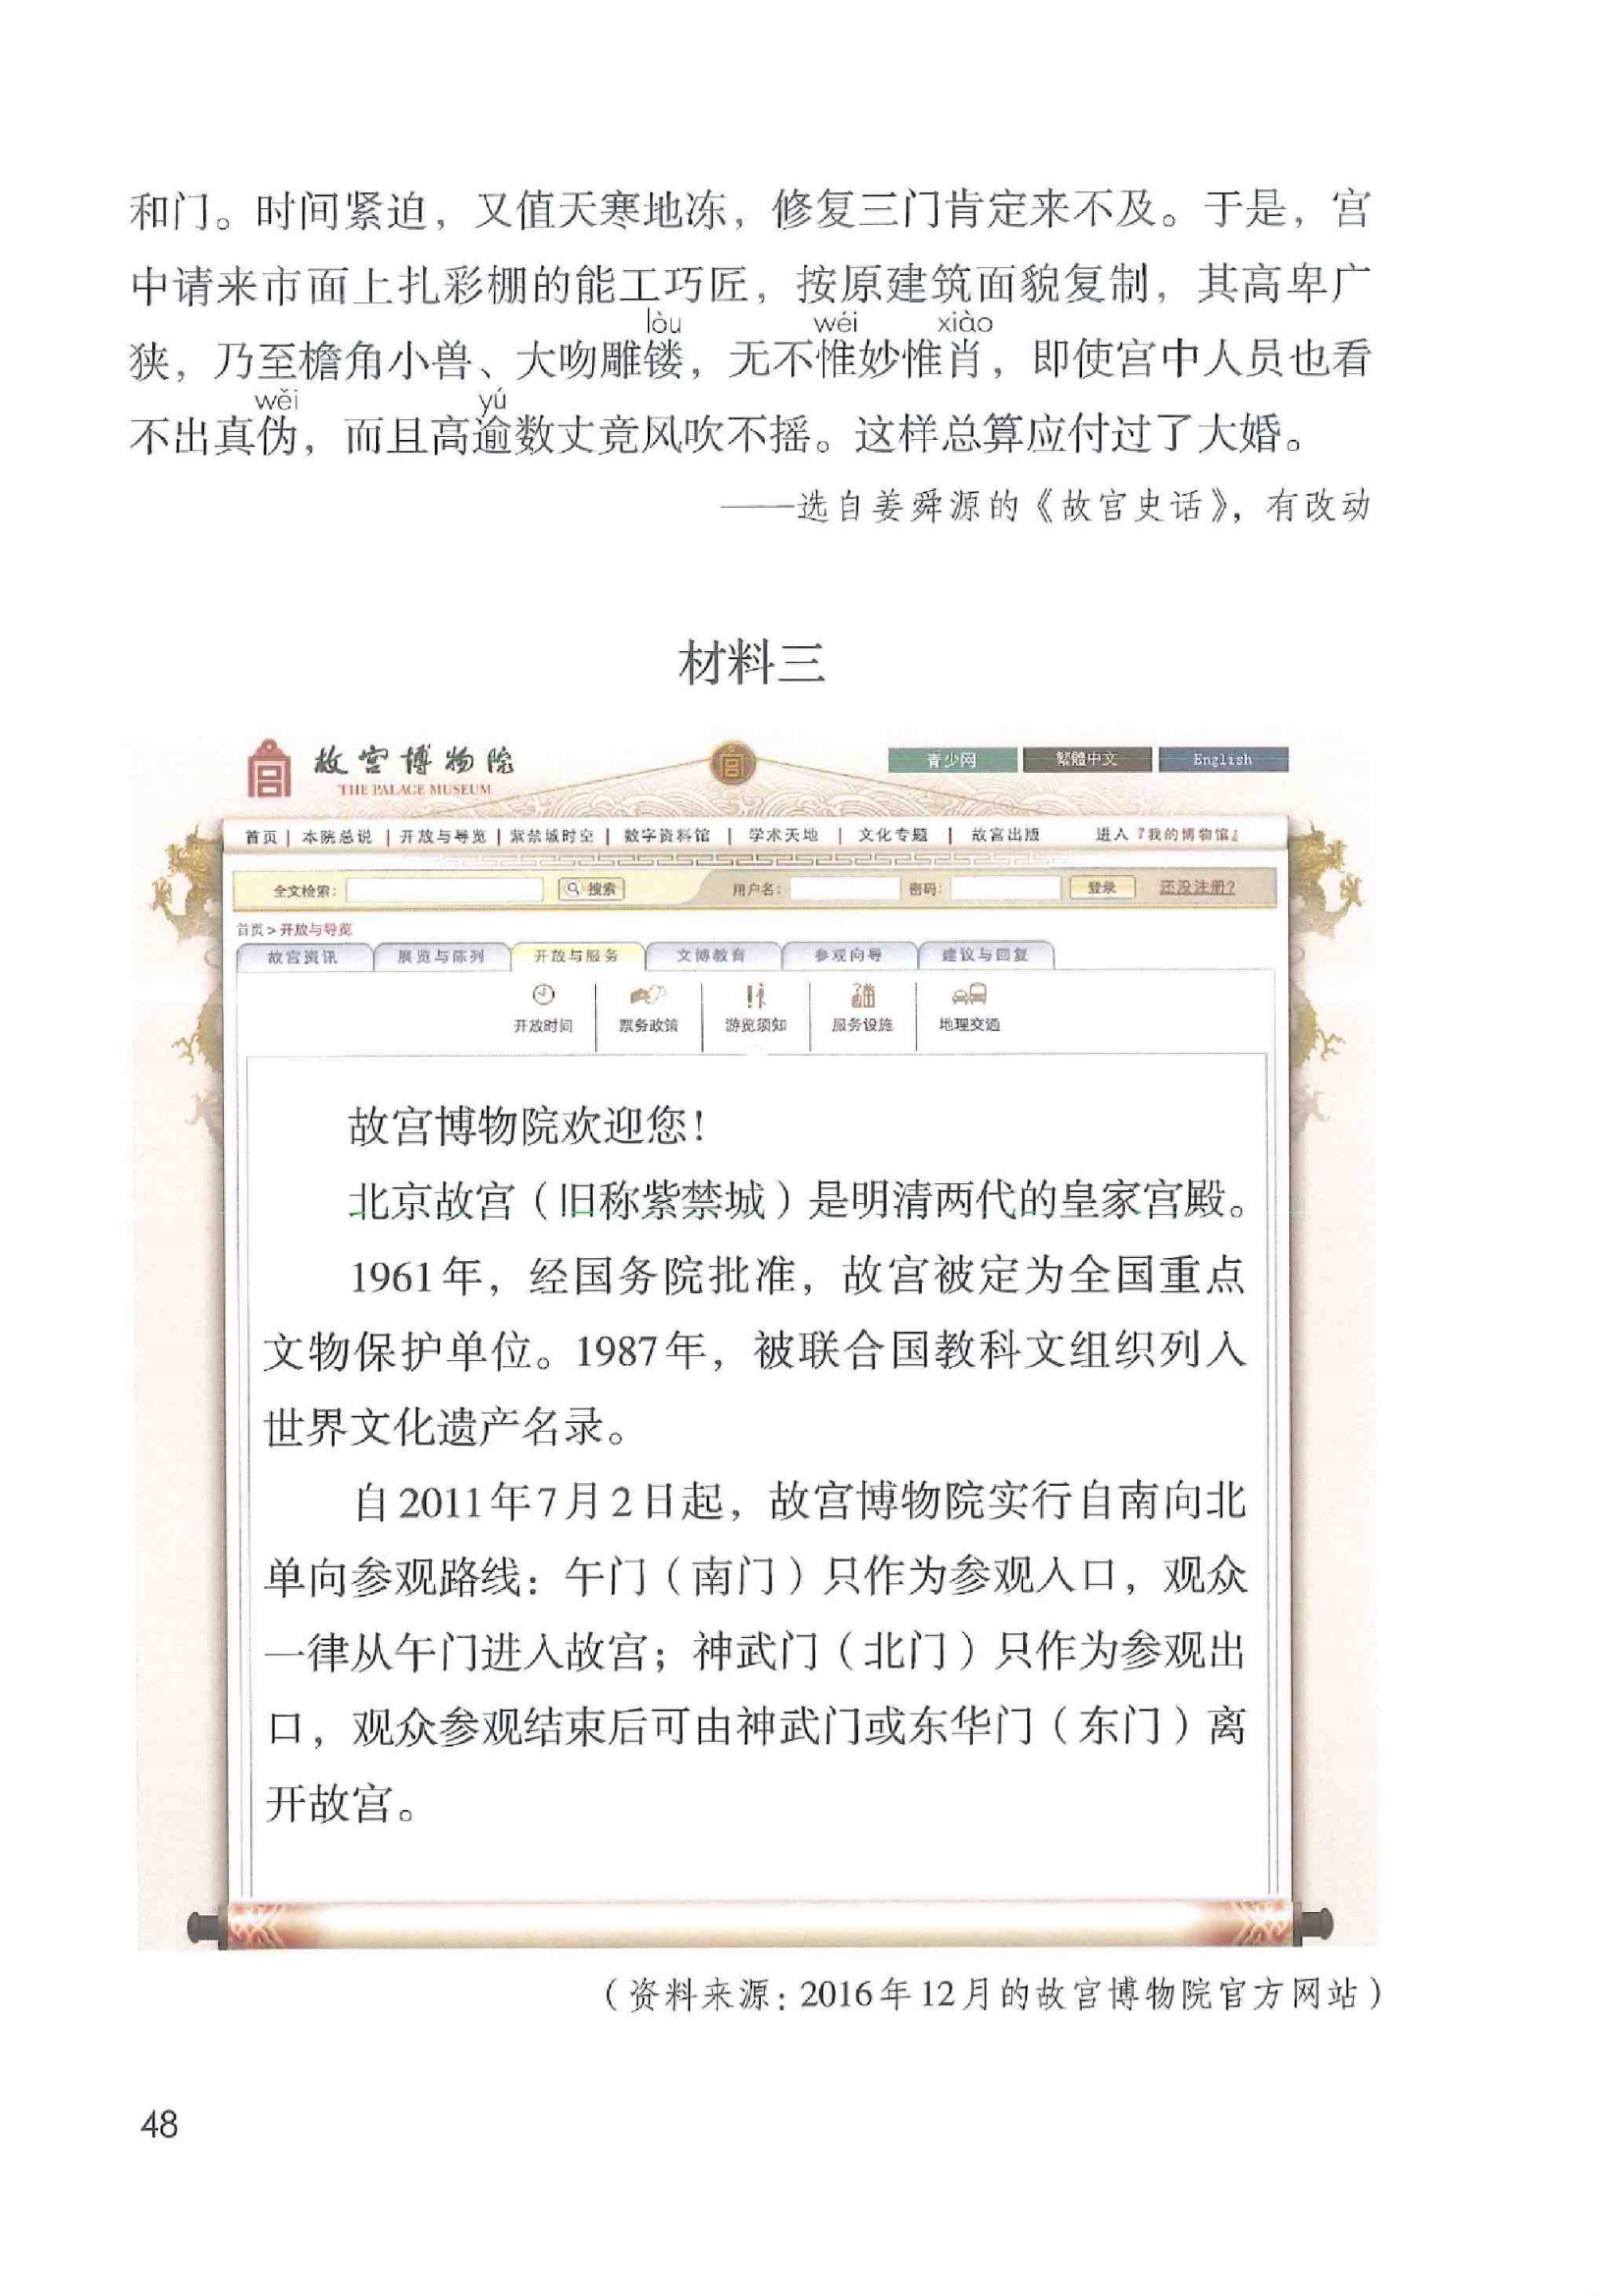 和门。时间紧迫，又值天寒地冻，修复三门肯定来不及。于是，宫
中请来市面上扎彩棚的能工巧匠，按原建筑面貌复制，其高卑广
lòu wéi xiào
狭，乃至檐角小兽、大吻雕镂，无不惟妙惟肖，即使宫中人员也看
wěi yú
不出真伪，而且高逾数丈竟风吹不摇。这样总算应付过了大婚。
——选自姜舜源的《故宫史话》，有改动
材料三
故宫博物院
THE PALACE MUSEUM
宫
青少网 繁體中文 English
首页 | 本院总说 | 开放与导览 | 紫禁城时空 | 数字资料馆 | 学术天地 | 文化专题 | 故宫出版 进入『我的博物馆』
全文检索： 搜索 用户名： 密码： 登录 还没注册?
首页 > 开放与导览
故宫资讯 展览与陈列 开放与服务 文博教育 参观向导 建议与回复
开放时间 票务政策 游览须知 服务设施 地理交通
故宫博物院欢迎您！
北京故宫（旧称紫禁城）是明清两代的皇家宫殿。
1961年，经国务院批准，故宫被定为全国重点
文物保护单位。1987年，被联合国教科文组织列入
世界文化遗产名录。
自2011年7月2日起，故宫博物院实行自南向北
单向参观路线：午门（南门）只作为参观入口，观众
一律从午门进入故宫；神武门（北门）只作为参观出
口，观众参观结束后可由神武门或东华门（东门）离
开故宫。
（资料来源：2016年12月的故宫博物院官方网站）
48